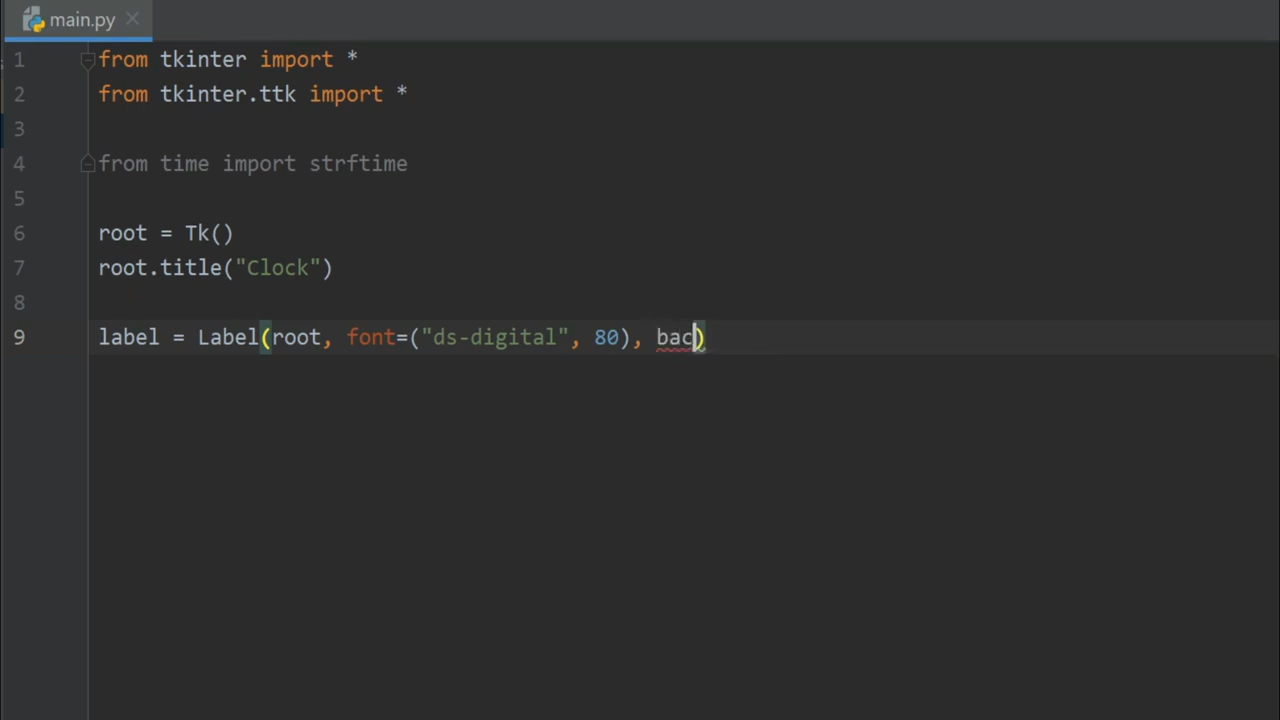 main.py
1 from tkinter import *
2 from tkinter.ttk import *
3
4 from time import strftime
5
6 root = Tk()
7 root.title("Clock")
8
9 label = Label(root, font=("ds-digital", 80), bac)